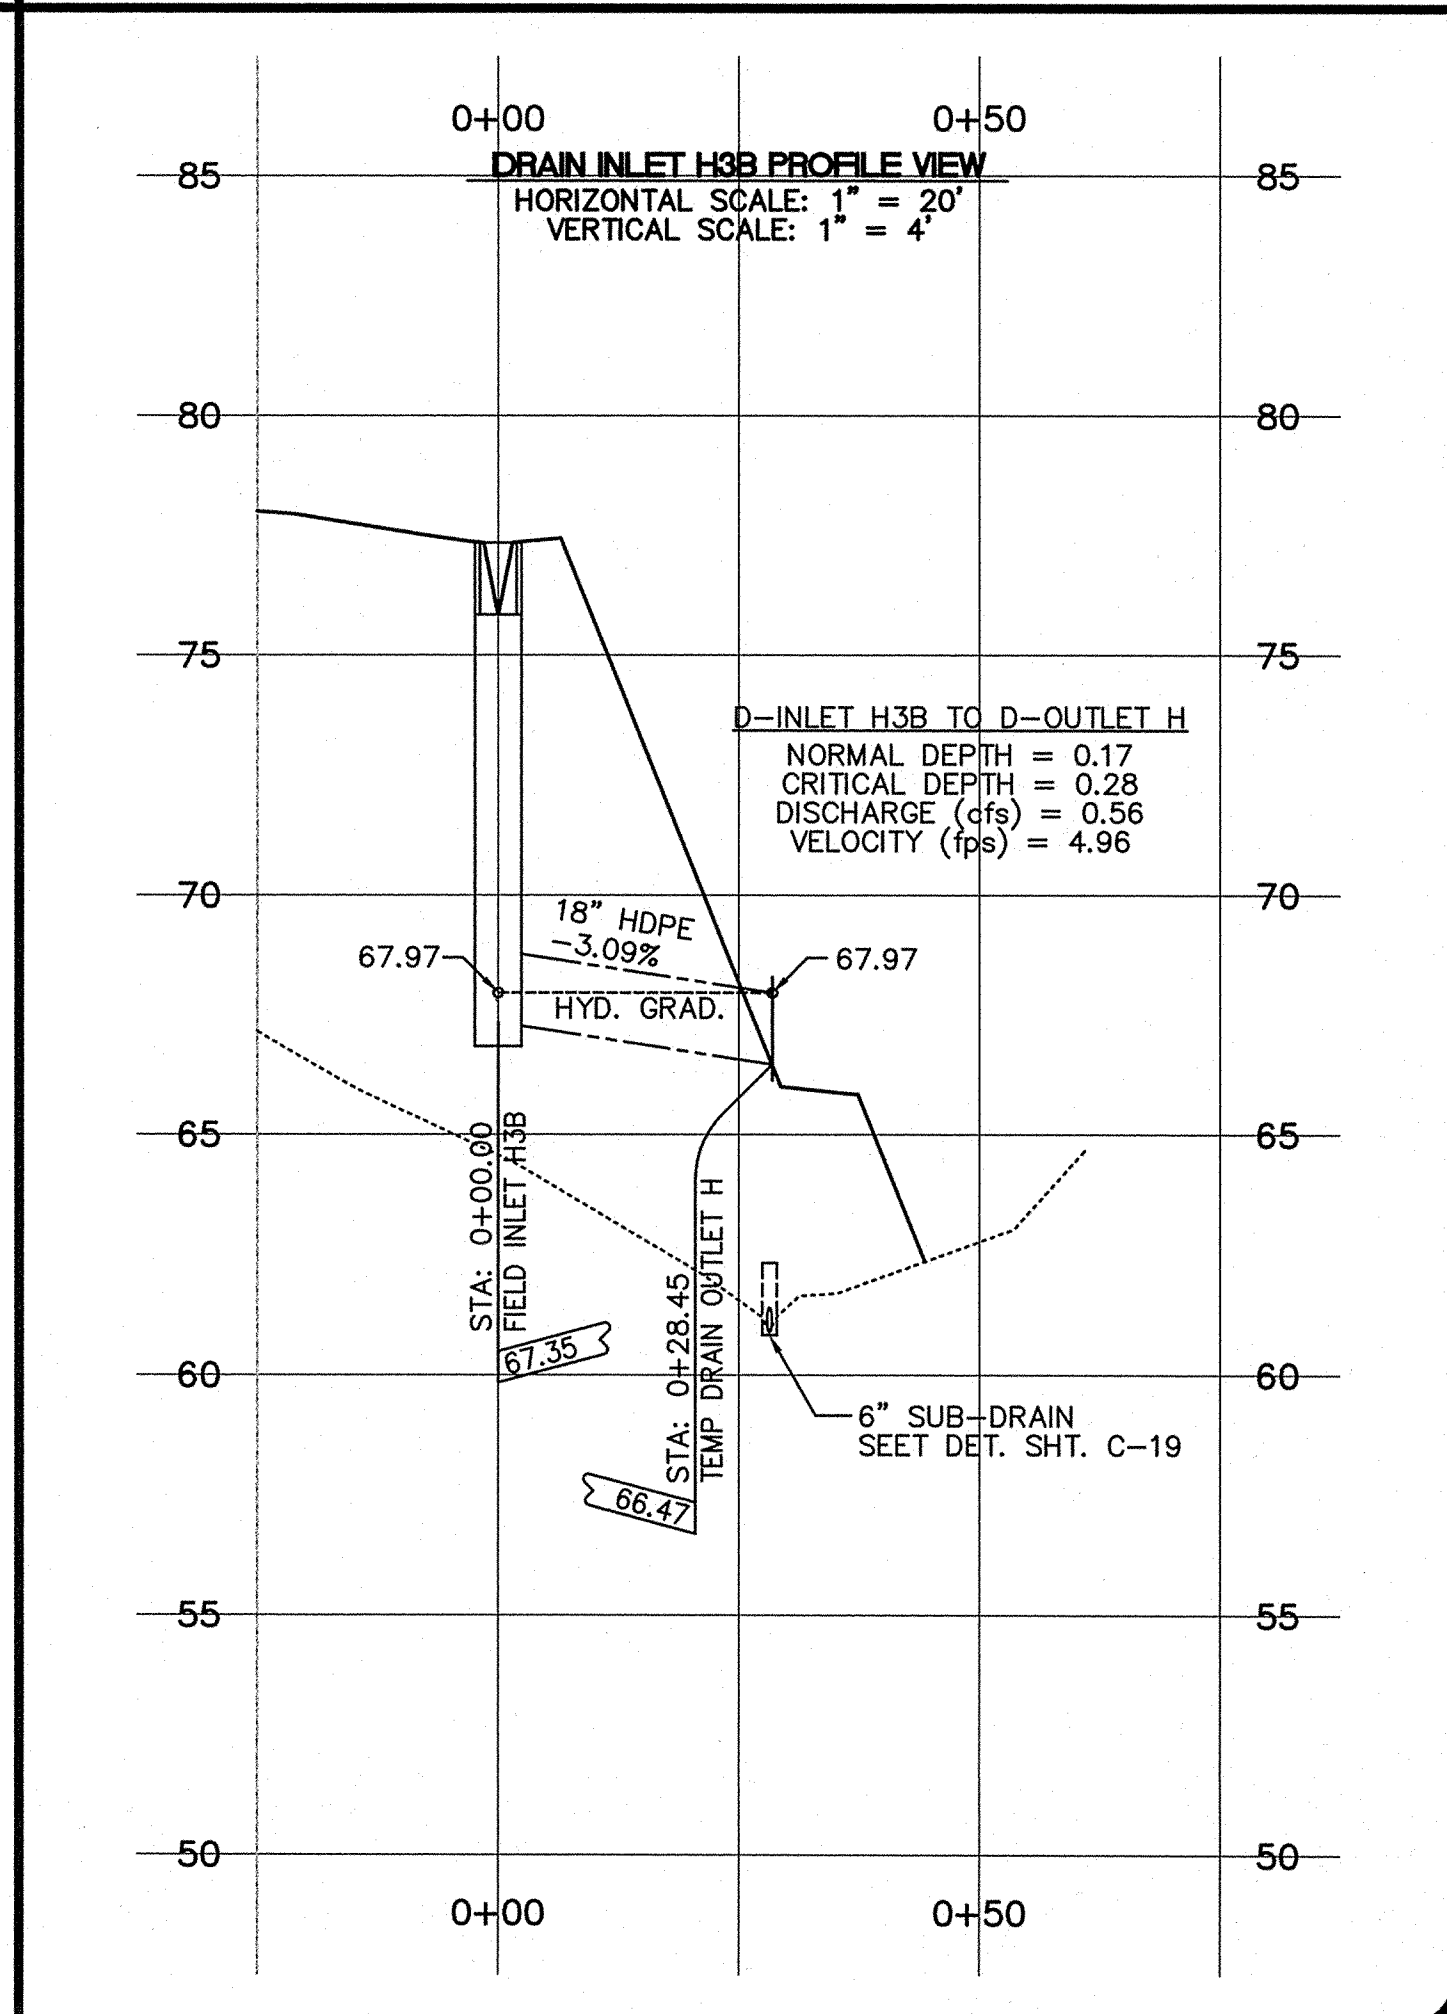 0+00 0+50
DRAIN INLET H3B PROFILE VIEW
85 85
HORIZONTAL SCALE: 1" = 20'
VERTICAL SCALE: 1" = 4'
80 80
75 75
D-INLET H3B TO D-OUTLET H
NORMAL DEPTH = 0.17
CRITICAL DEPTH = 0.28
DISCHARGE (cfs) = 0.56
VELOCITY (fps) = 4.96
70 70
18" HDPE
-3.09%
67.97 67.97
HYD. GRAD.
65 65
STA: 0+00.00
FIELD INLET H3B
67.35
STA: 0+28.45
TEMP DRAIN OUTLET H
66.47
60 60
6" SUB-DRAIN
SEET DET. SHT. C-19
55 55
50 50
0+00 0+50